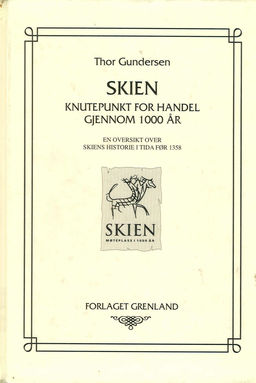 Thor Gundersen
SKIEN
KNUTEPUNKT FOR HANDEL
GJENNOM 1000 ÅR
EN OVERSIKT OVER
SKIENS HISTORIE I TIDA FØR 1358
SKIEN
MØTEPLASS I 1000 ÅR
FORLAGET GRENLAND